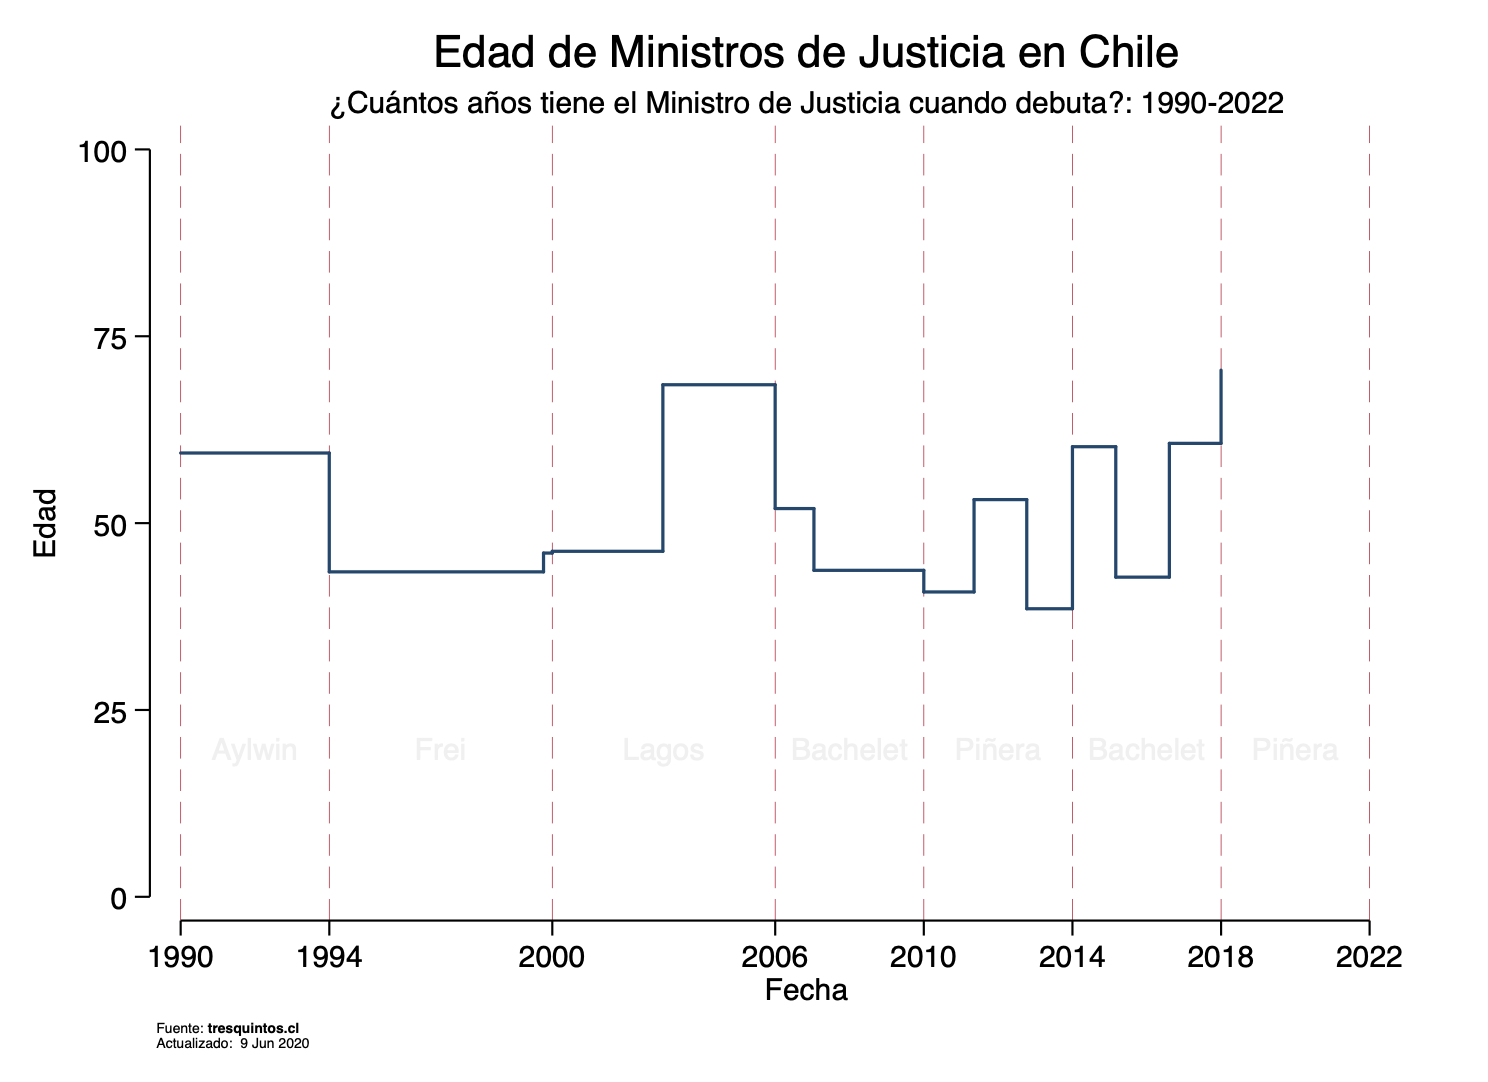 Edad de Ministros de Justicia en Chile
¿Cuántos años tiene el Ministro de Justicia cuando debuta?: 1990-2022
100
75
50
25
0
Edad
Aylwin Frei Lagos Bachelet Piñera Bachelet Piñera
1990 1994 2000 2006 2010 2014 2018 2022
Fecha
Fuente: tresquintos.cl
Actualizado: 9 Jun 2020